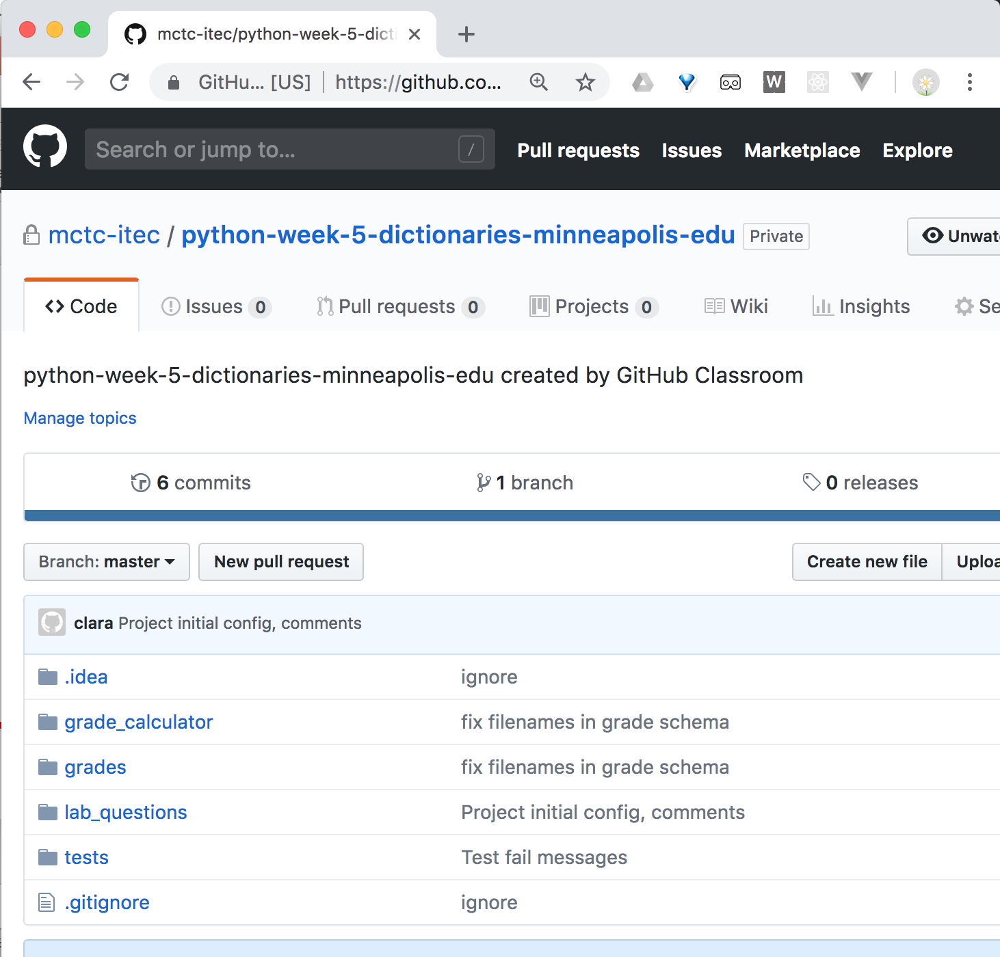 mctc-itec/python-week-5-dicti
GitHu... [US] https://github.co...
W
Search or jump to... /
Pull requests Issues Marketplace Explore
mctc-itec / python-week-5-dictionaries-minneapolis-edu Private
Unwat
Code Issues 0 Pull requests 0 Projects 0 Wiki Insights Se
python-week-5-dictionaries-minneapolis-edu created by GitHub Classroom
Manage topics
6 commits 1 branch 0 releases
Branch: master New pull request Create new file Uploa
clara Project initial config, comments
.idea ignore
grade_calculator fix filenames in grade schema
grades fix filenames in grade schema
lab_questions Project initial config, comments
tests Test fail messages
.gitignore ignore